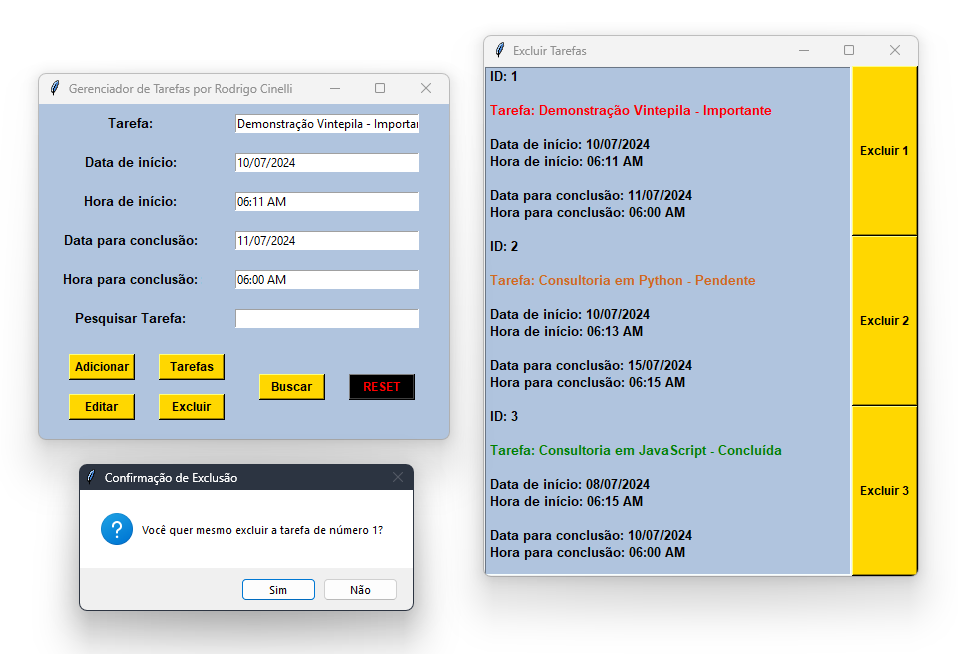 Gerenciador de Tarefas por Rodrigo Cinelli
Tarefa:
Demonstração Vintepila - Importan
Data de início:
10/07/2024
Hora de início:
06:11 AM
Data para conclusão:
11/07/2024
Hora para conclusão:
06:00 AM
Pesquisar Tarefa:
Adicionar
Tarefas
Buscar
RESET
Editar
Excluir
Confirmação de Exclusão
?
Você quer mesmo excluir a tarefa de número 1?
Sim
Não
Excluir Tarefas
ID: 1
Tarefa: Demonstração Vintepila - Importante
Data de início: 10/07/2024
Hora de início: 06:11 AM
Data para conclusão: 11/07/2024
Hora para conclusão: 06:00 AM
Excluir 1
ID: 2
Tarefa: Consultoria em Python - Pendente
Data de início: 10/07/2024
Hora de início: 06:13 AM
Data para conclusão: 15/07/2024
Hora para conclusão: 06:15 AM
Excluir 2
ID: 3
Tarefa: Consultoria em JavaScript - Concluída
Data de início: 08/07/2024
Hora de início: 06:15 AM
Data para conclusão: 10/07/2024
Hora para conclusão: 06:00 AM
Excluir 3